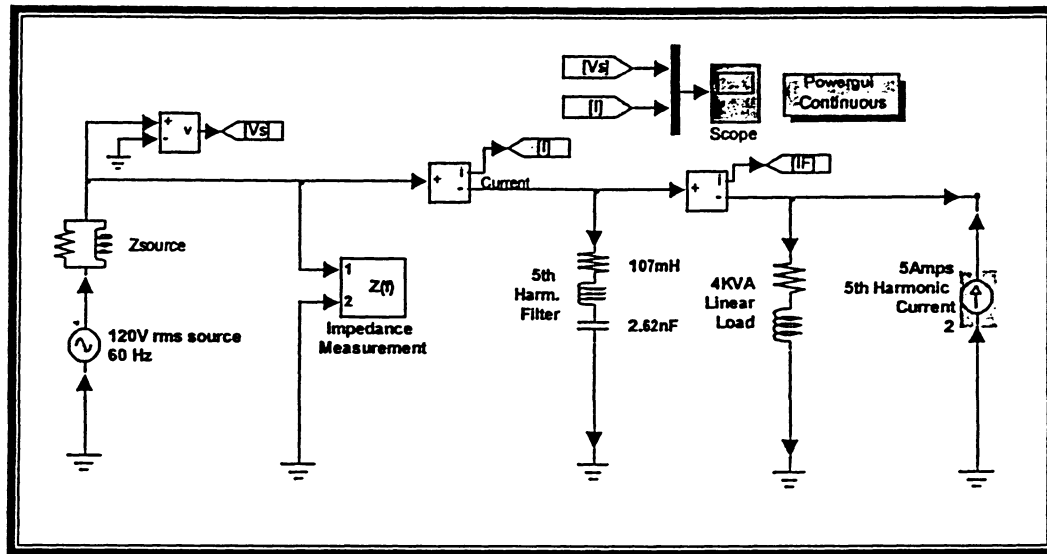 [Vs]
[I]
Scope
Powergui
Continuous
+
-
v
[Vs]
[I]
+
i
-
Current
[IF]
+
i
-
Zsource
1
2
Z(f)
Impedance
Measurement
120V rms source
60 Hz
5th
Harm.
Filter
107mH
2.62nF
4KVA
Linear
Load
5Amps
5th Harmonic
Current
2